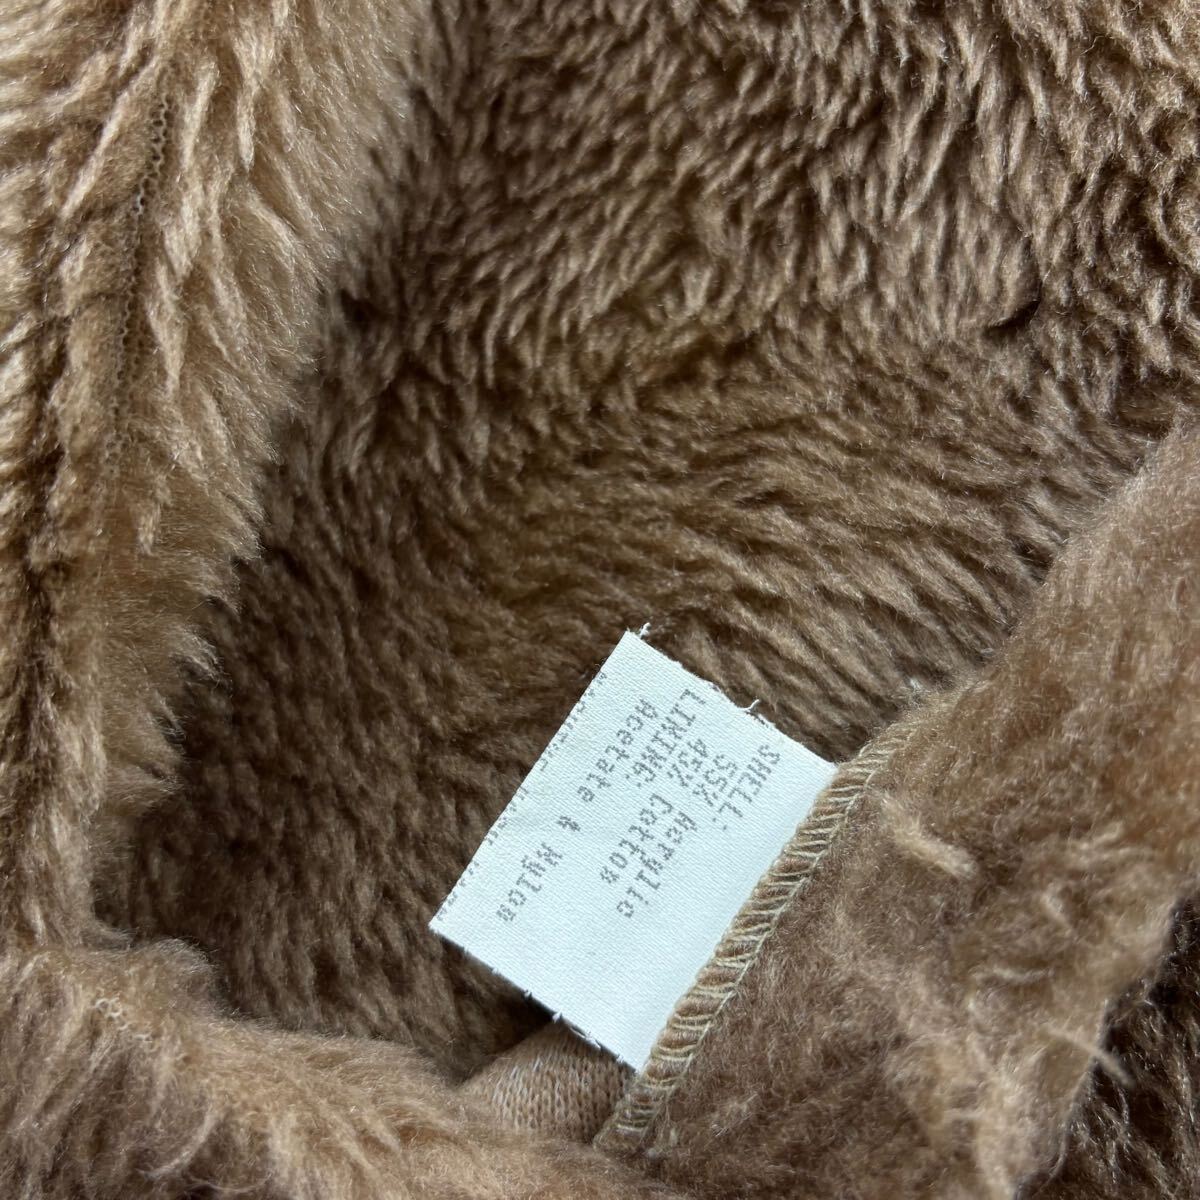 SHELL:
55% Acrylic
45% Cotton
LINING:
Acetate & Nylon